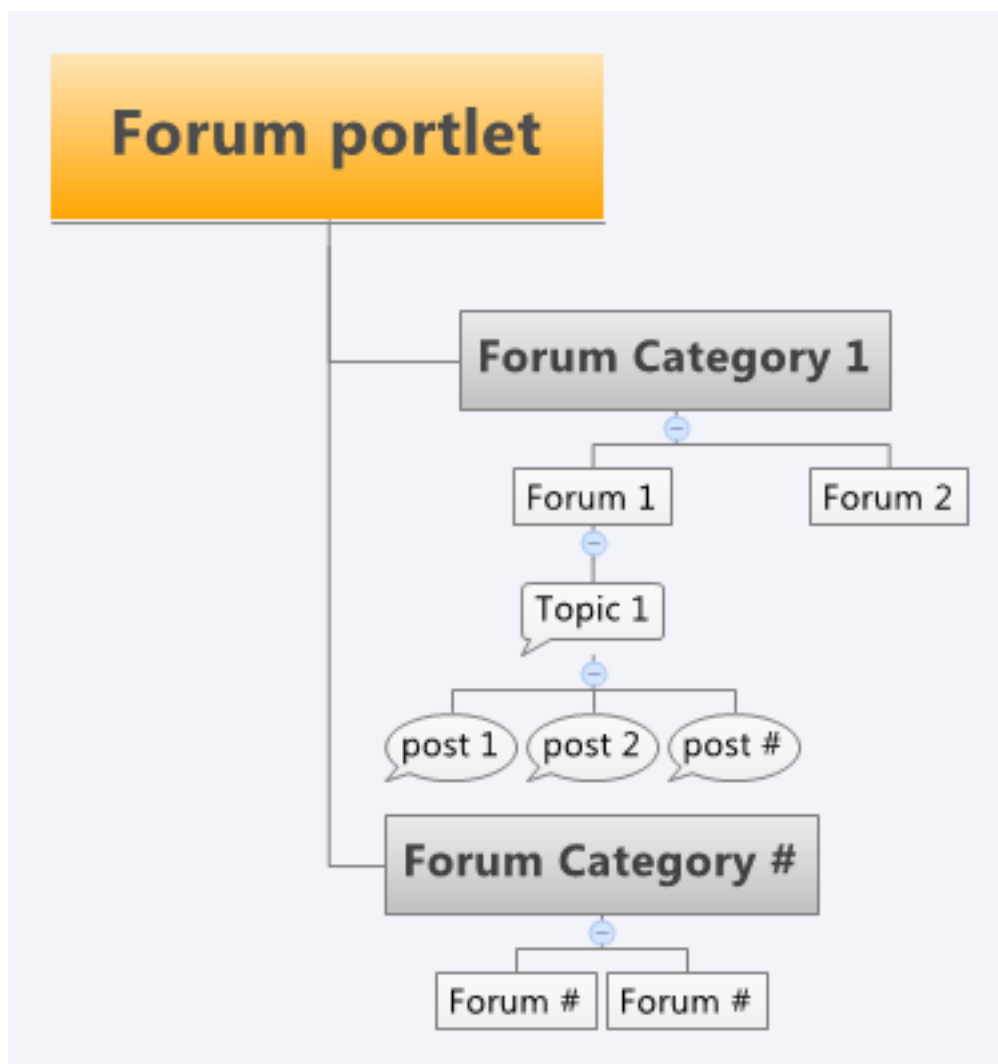 Forum portlet
Forum Category 1
Forum 1
Forum 2
Topic 1
post 1
post 2
post #
Forum Category #
Forum #
Forum #